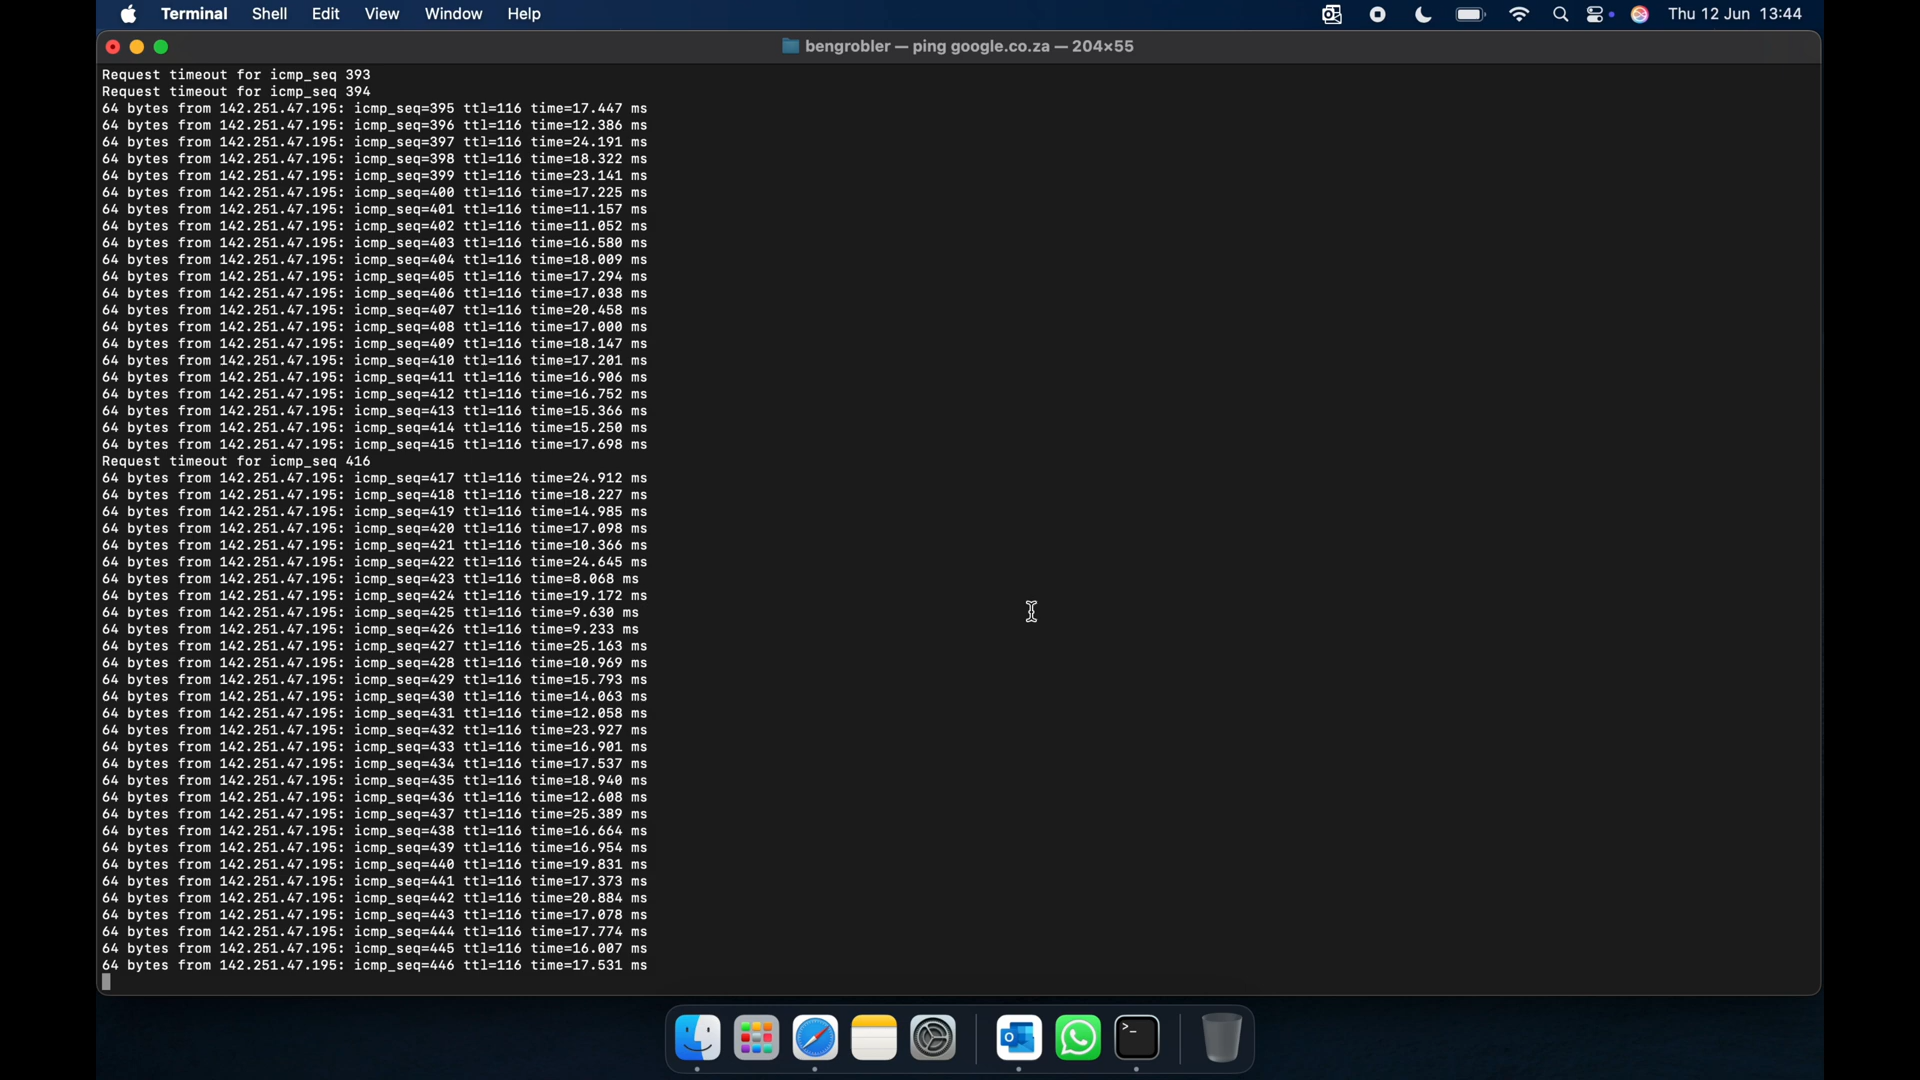 Terminal Shell Edit View Window Help Thu 12 Jun 13:44
bengrobler — ping google.co.za — 204×55
Request timeout for icmp_seq 393
Request timeout for icmp_seq 394
64 bytes from 142.251.47.195: icmp_seq=395 ttl=116 time=17.447 ms
64 bytes from 142.251.47.195: icmp_seq=396 ttl=116 time=12.386 ms
64 bytes from 142.251.47.195: icmp_seq=397 ttl=116 time=24.191 ms
64 bytes from 142.251.47.195: icmp_seq=398 ttl=116 time=18.322 ms
64 bytes from 142.251.47.195: icmp_seq=399 ttl=116 time=23.141 ms
64 bytes from 142.251.47.195: icmp_seq=400 ttl=116 time=17.225 ms
64 bytes from 142.251.47.195: icmp_seq=401 ttl=116 time=11.157 ms
64 bytes from 142.251.47.195: icmp_seq=402 ttl=116 time=11.052 ms
64 bytes from 142.251.47.195: icmp_seq=403 ttl=116 time=16.580 ms
64 bytes from 142.251.47.195: icmp_seq=404 ttl=116 time=18.009 ms
64 bytes from 142.251.47.195: icmp_seq=405 ttl=116 time=17.294 ms
64 bytes from 142.251.47.195: icmp_seq=406 ttl=116 time=17.038 ms
64 bytes from 142.251.47.195: icmp_seq=407 ttl=116 time=20.458 ms
64 bytes from 142.251.47.195: icmp_seq=408 ttl=116 time=17.000 ms
64 bytes from 142.251.47.195: icmp_seq=409 ttl=116 time=18.147 ms
64 bytes from 142.251.47.195: icmp_seq=410 ttl=116 time=17.201 ms
64 bytes from 142.251.47.195: icmp_seq=411 ttl=116 time=16.906 ms
64 bytes from 142.251.47.195: icmp_seq=412 ttl=116 time=16.752 ms
64 bytes from 142.251.47.195: icmp_seq=413 ttl=116 time=15.366 ms
64 bytes from 142.251.47.195: icmp_seq=414 ttl=116 time=15.250 ms
64 bytes from 142.251.47.195: icmp_seq=415 ttl=116 time=17.698 ms
Request timeout for icmp_seq 416
64 bytes from 142.251.47.195: icmp_seq=417 ttl=116 time=24.912 ms
64 bytes from 142.251.47.195: icmp_seq=418 ttl=116 time=18.227 ms
64 bytes from 142.251.47.195: icmp_seq=419 ttl=116 time=14.985 ms
64 bytes from 142.251.47.195: icmp_seq=420 ttl=116 time=17.098 ms
64 bytes from 142.251.47.195: icmp_seq=421 ttl=116 time=10.366 ms
64 bytes from 142.251.47.195: icmp_seq=422 ttl=116 time=24.645 ms
64 bytes from 142.251.47.195: icmp_seq=423 ttl=116 time=8.068 ms
64 bytes from 142.251.47.195: icmp_seq=424 ttl=116 time=19.172 ms
64 bytes from 142.251.47.195: icmp_seq=425 ttl=116 time=9.630 ms
64 bytes from 142.251.47.195: icmp_seq=426 ttl=116 time=9.233 ms
64 bytes from 142.251.47.195: icmp_seq=427 ttl=116 time=25.163 ms
64 bytes from 142.251.47.195: icmp_seq=428 ttl=116 time=10.969 ms
64 bytes from 142.251.47.195: icmp_seq=429 ttl=116 time=15.793 ms
64 bytes from 142.251.47.195: icmp_seq=430 ttl=116 time=14.063 ms
64 bytes from 142.251.47.195: icmp_seq=431 ttl=116 time=12.058 ms
64 bytes from 142.251.47.195: icmp_seq=432 ttl=116 time=23.927 ms
64 bytes from 142.251.47.195: icmp_seq=433 ttl=116 time=16.901 ms
64 bytes from 142.251.47.195: icmp_seq=434 ttl=116 time=17.537 ms
64 bytes from 142.251.47.195: icmp_seq=435 ttl=116 time=18.940 ms
64 bytes from 142.251.47.195: icmp_seq=436 ttl=116 time=12.608 ms
64 bytes from 142.251.47.195: icmp_seq=437 ttl=116 time=25.389 ms
64 bytes from 142.251.47.195: icmp_seq=438 ttl=116 time=16.664 ms
64 bytes from 142.251.47.195: icmp_seq=439 ttl=116 time=16.954 ms
64 bytes from 142.251.47.195: icmp_seq=440 ttl=116 time=19.831 ms
64 bytes from 142.251.47.195: icmp_seq=441 ttl=116 time=17.373 ms
64 bytes from 142.251.47.195: icmp_seq=442 ttl=116 time=20.884 ms
64 bytes from 142.251.47.195: icmp_seq=443 ttl=116 time=17.078 ms
64 bytes from 142.251.47.195: icmp_seq=444 ttl=116 time=17.774 ms
64 bytes from 142.251.47.195: icmp_seq=445 ttl=116 time=16.007 ms
64 bytes from 142.251.47.195: icmp_seq=446 ttl=116 time=17.531 ms